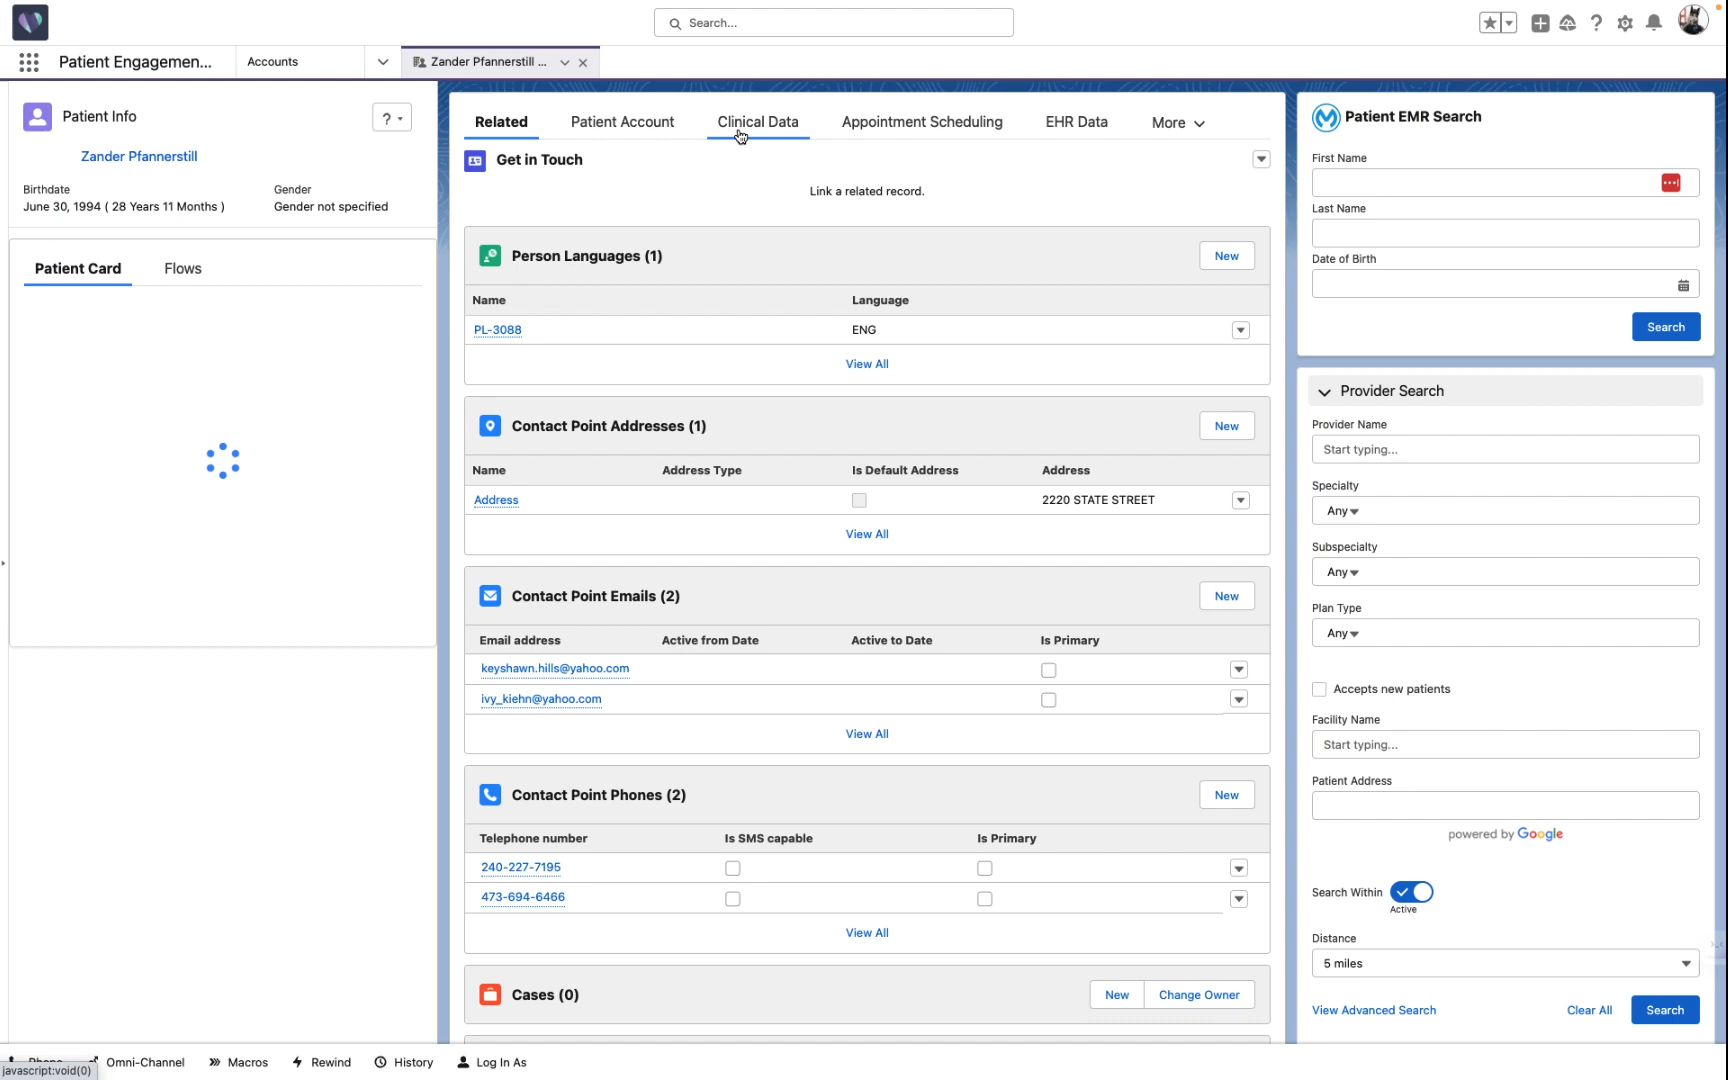 Search...
Patient Engagemen...
Accounts
Zander Pfannerstill ...
Patient Info
?
Zander Pfannerstill
Birthdate
Gender
June 30, 1994 ( 28 Years 11 Months )
Gender not specified
Patient Card
Flows
Related
Patient Account
Clinical Data
Appointment Scheduling
EHR Data
More
Get in Touch
Link a related record.
Person Languages (1)
New
Name
Language
PL-3088
ENG
View All
Contact Point Addresses (1)
New
Name
Address Type
Is Default Address
Address
Address
2220 STATE STREET
View All
Contact Point Emails (2)
New
Email address
Active from Date
Active to Date
Is Primary
keyshawn.hills@yahoo.com
ivy_kiehn@yahoo.com
View All
Contact Point Phones (2)
New
Telephone number
Is SMS capable
Is Primary
240-227-7195
473-694-6466
View All
Cases (0)
New
Change Owner
Patient EMR Search
First Name
Last Name
Date of Birth
Search
Provider Search
Provider Name
Start typing...
Specialty
Any
Subspecialty
Any
Plan Type
Any
Accepts new patients
Facility Name
Start typing...
Patient Address
powered by Google
Search Within
Active
Distance
5 miles
View Advanced Search
Clear All
Search
Omni-Channel
Macros
Rewind
History
Log In As
javascript:void(0)